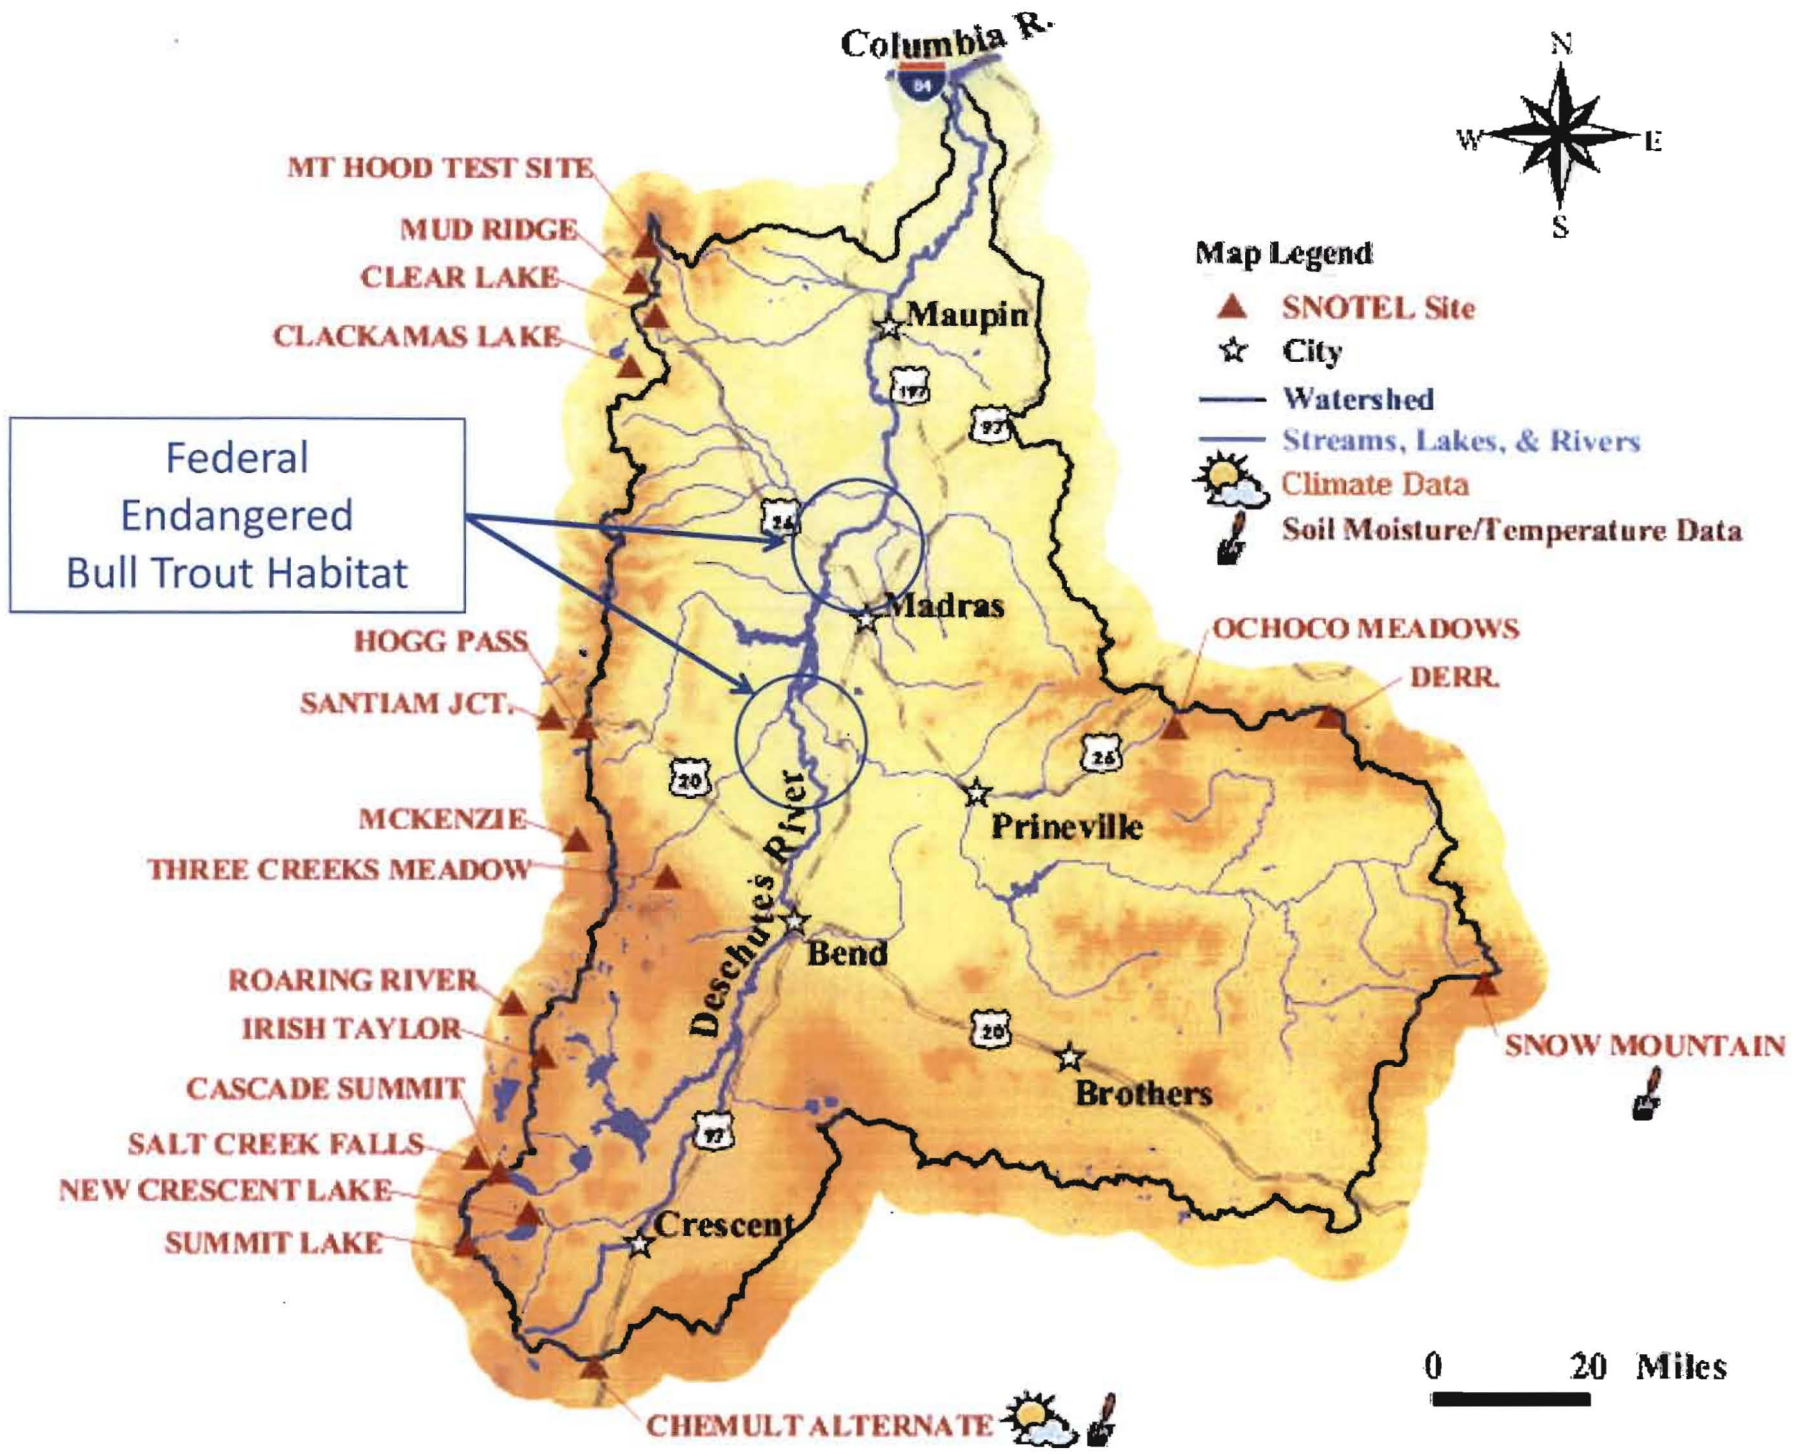 Columbia R.
84
N
W E
S
MT HOOD TEST SITE
MUD RIDGE
CLEAR LAKE
CLACKAMAS LAKE
Map Legend
SNOTEL Site
City
Watershed
Streams, Lakes, & Rivers
Climate Data
Soil Moisture/Temperature Data
Maupin
197
97
Federal
Endangered
Bull Trout Habitat
26
Madras
HOGG PASS
SANTIAM JCT.
OCHOCO MEADOWS
DERR.
20
26
Prineville
MCKENZIE
THREE CREEKS MEADOW
Deschutes River
Bend
ROARING RIVER
IRISH TAYLOR
CASCADE SUMMIT
SALT CREEK FALLS
NEW CRESCENT LAKE
SUMMIT LAKE
20
Brothers
SNOW MOUNTAIN
97
Crescent
CHEMULT ALTERNATE
0 20 Miles